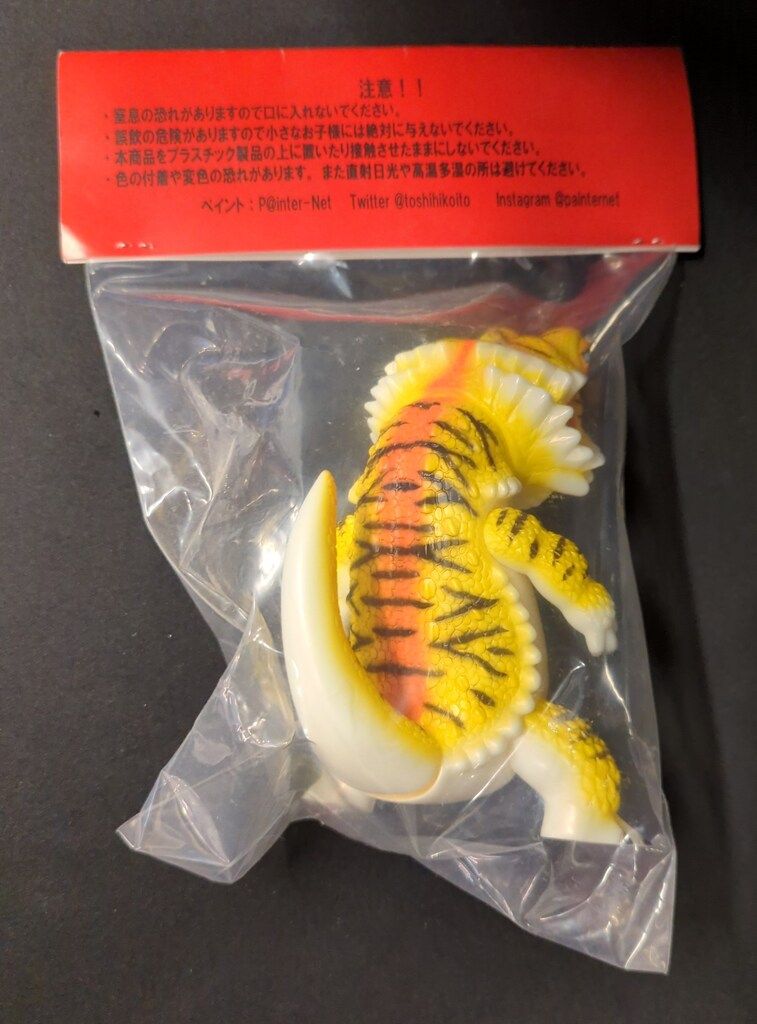 注意！！
・窒息の恐れがありますので口に入れないでください。
・誤飲の危険がありますので小さなお子様には絶対に与えないでください。
・本商品をプラスチック製品の上に置いたり接触させたままにしないでください。
・色の付着や変色の恐れがあります。また直射日光や高温多湿の所は避けてください。
ペイント：P@inter-Net Twitter @toshihikoito Instagram @painternet